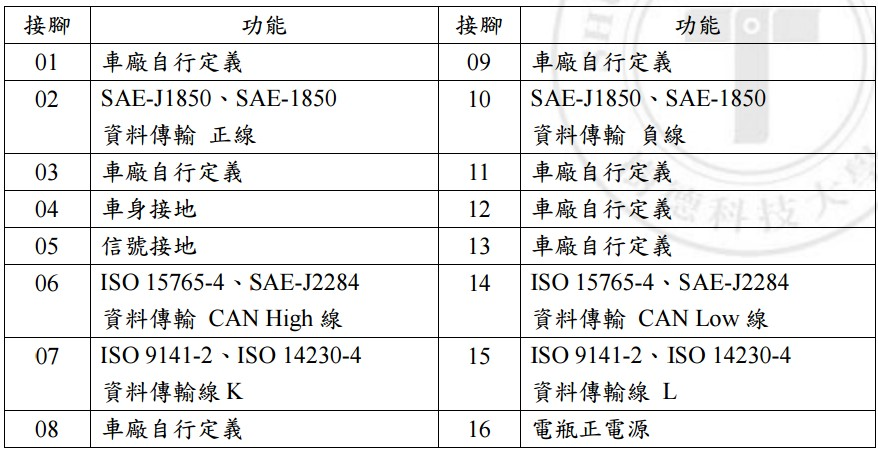 接腳 功能 接腳 功能
01 車廠自行定義 09 車廠自行定義
02 SAE-J1850、SAE-1850 10 SAE-J1850、SAE-1850
資料傳輸 正線 資料傳輸 負線
03 車廠自行定義 11 車廠自行定義
04 車身接地 12 車廠自行定義
05 信號接地 13 車廠自行定義
06 ISO 15765-4、SAE-J2284 14 ISO 15765-4、SAE-J2284
資料傳輸 CAN High 線 資料傳輸 CAN Low 線
07 ISO 9141-2、ISO 14230-4 15 ISO 9141-2、ISO 14230-4
資料傳輸線 K 資料傳輸線 L
08 車廠自行定義 16 電瓶正電源
德科技大學